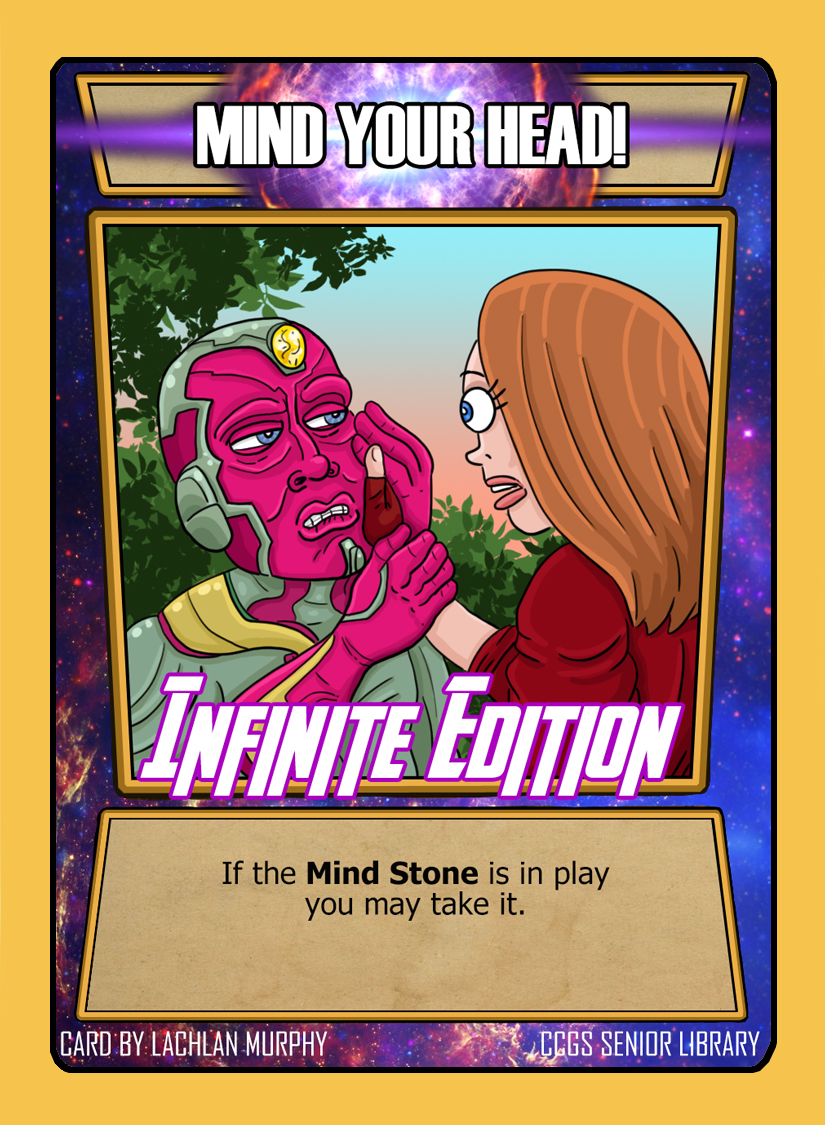 MIND YOUR HEAD!
INFINITE EDITION
If the Mind Stone is in play
you may take it.
CARD BY LACHLAN MURPHY
CCGS SENIOR LIBRARY